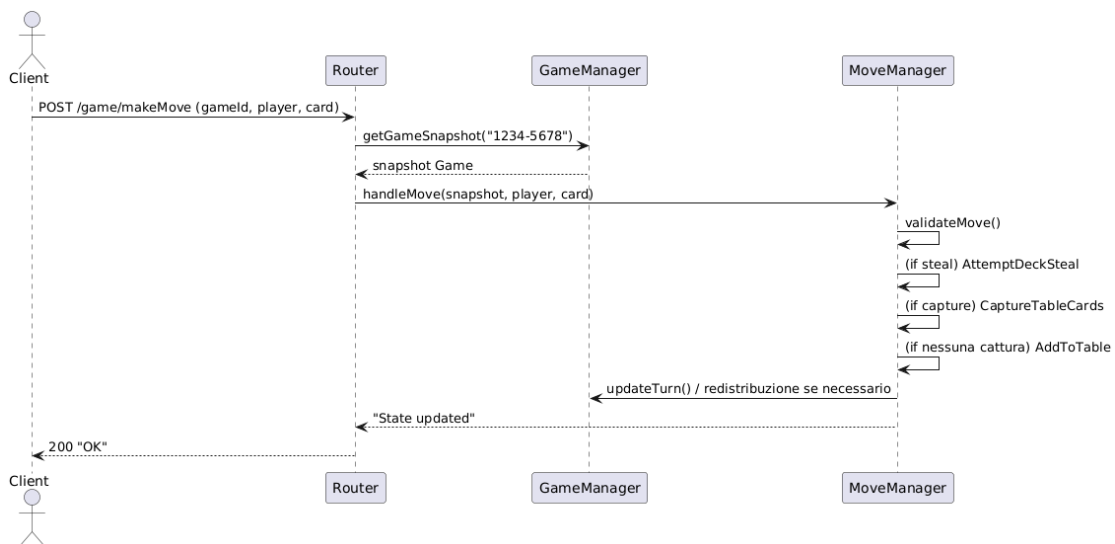 Client
Router
GameManager
MoveManager
POST /game/makeMove (gameId, player, card)
getGameSnapshot("1234-5678")
snapshot Game
handleMove(snapshot, player, card)
validateMove()
(if steal) AttemptDeckSteal
(if capture) CaptureTableCards
(if nessuna cattura) AddToTable
updateTurn() / redistribuzione se necessario
"State updated"
200 "OK"
Client
Router
GameManager
MoveManager